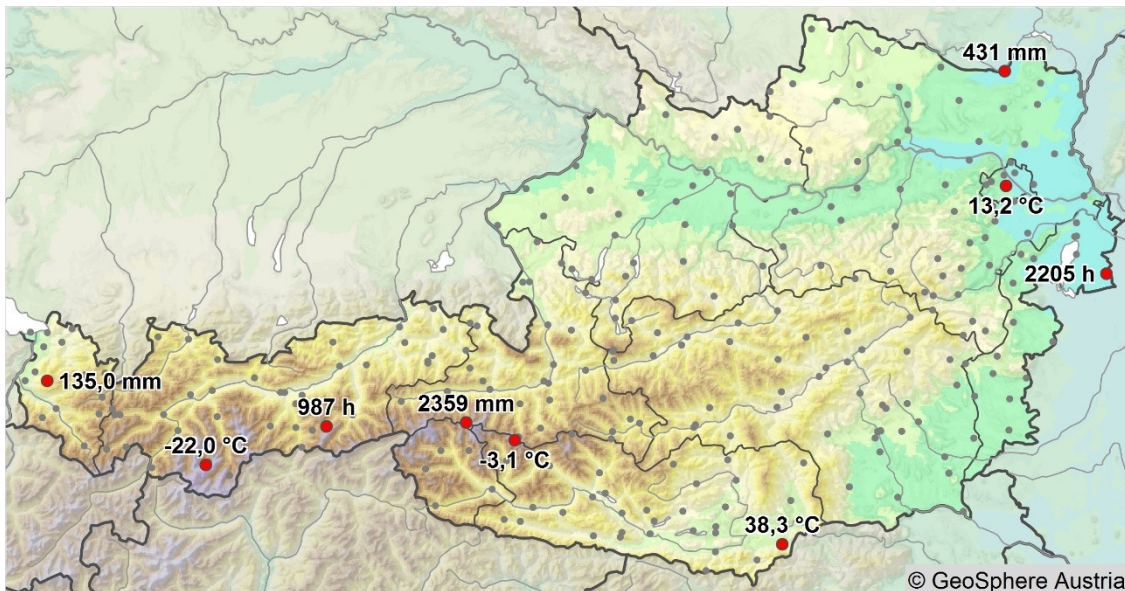 431 mm
13,2 °C
2205 h
135,0 mm
987 h
2359 mm
-22,0 °C
-3,1 °C
38,3 °C
© GeoSphere Austria